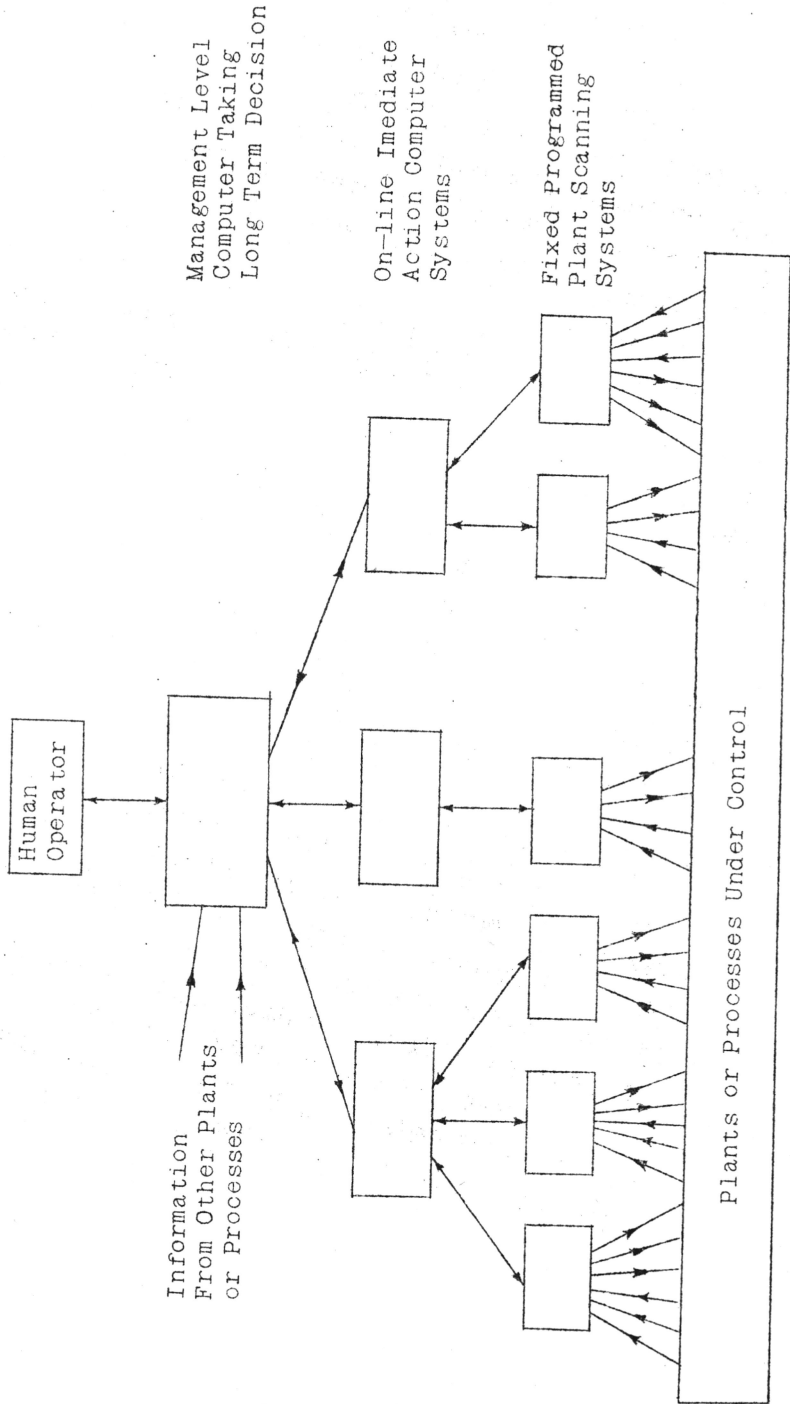 Human
Operator
Information
From Other Plants
or Processes
Management Level
Computer Taking
Long Term Decision
On-line Imediate
Action Computer
Systems
Fixed Programmed
Plant Scanning
Systems
Plants or Processes Under Control